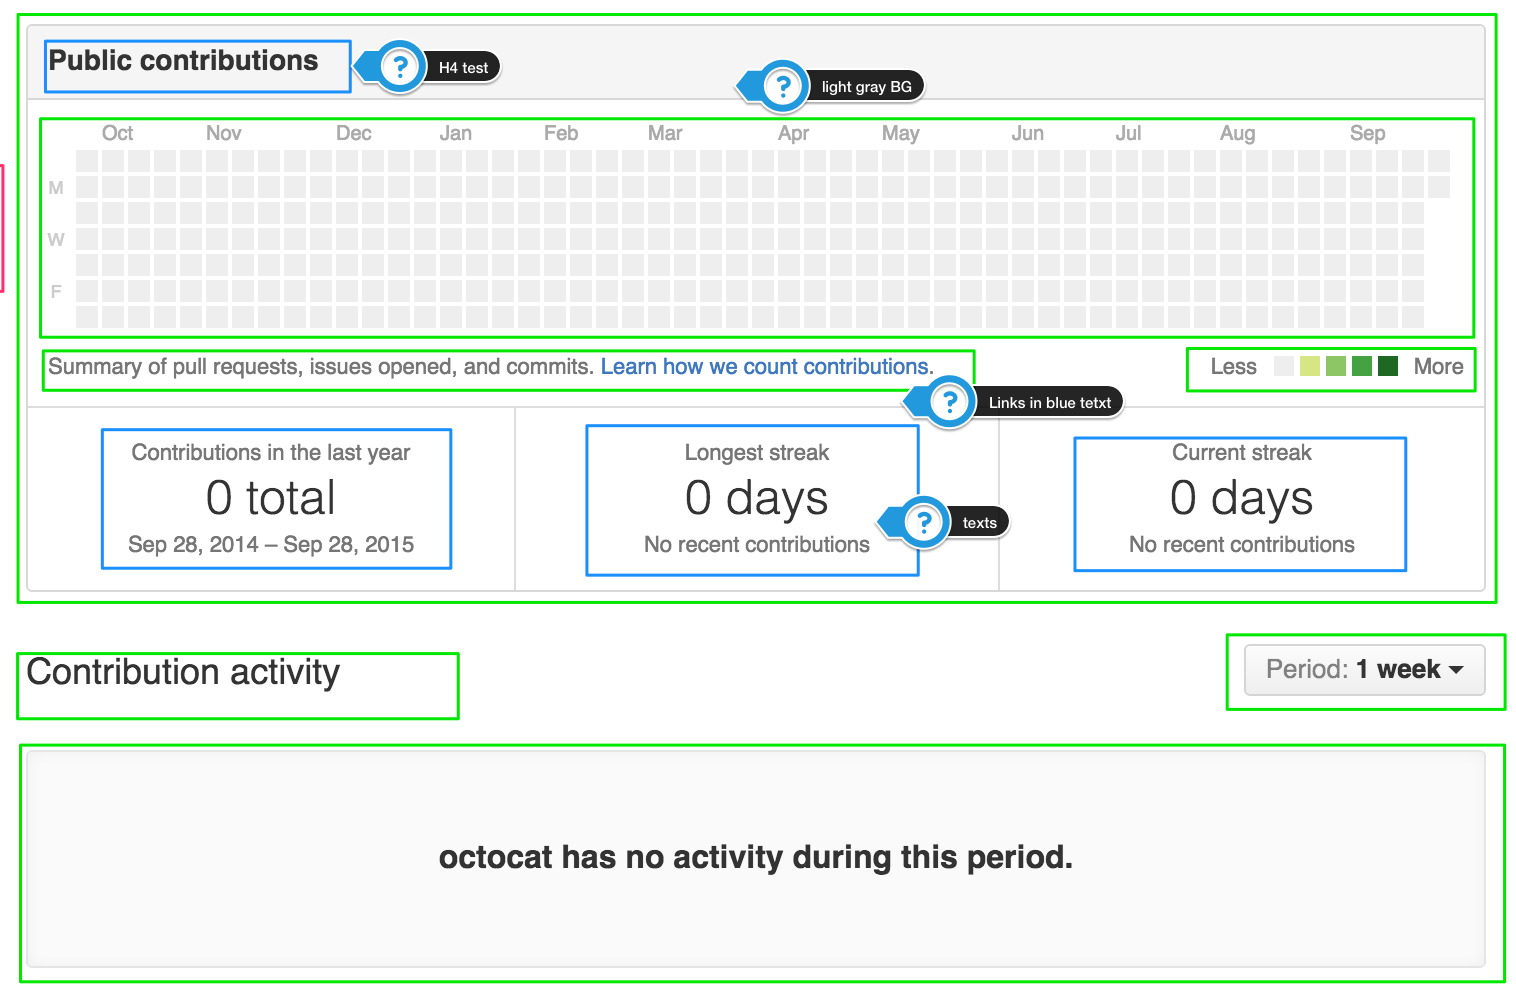 Public contributions
? H4 test
? light gray BG
Oct Nov Dec Jan Feb Mar Apr May Jun Jul Aug Sep
M
W
F
Summary of pull requests, issues opened, and commits. Learn how we count contributions.
Less More
? Links in blue tetxt
Contributions in the last year
0 total
Sep 28, 2014 – Sep 28, 2015
Longest streak
0 days
No recent contributions
? texts
Current streak
0 days
No recent contributions
Contribution activity
Period: 1 week
octocat has no activity during this period.